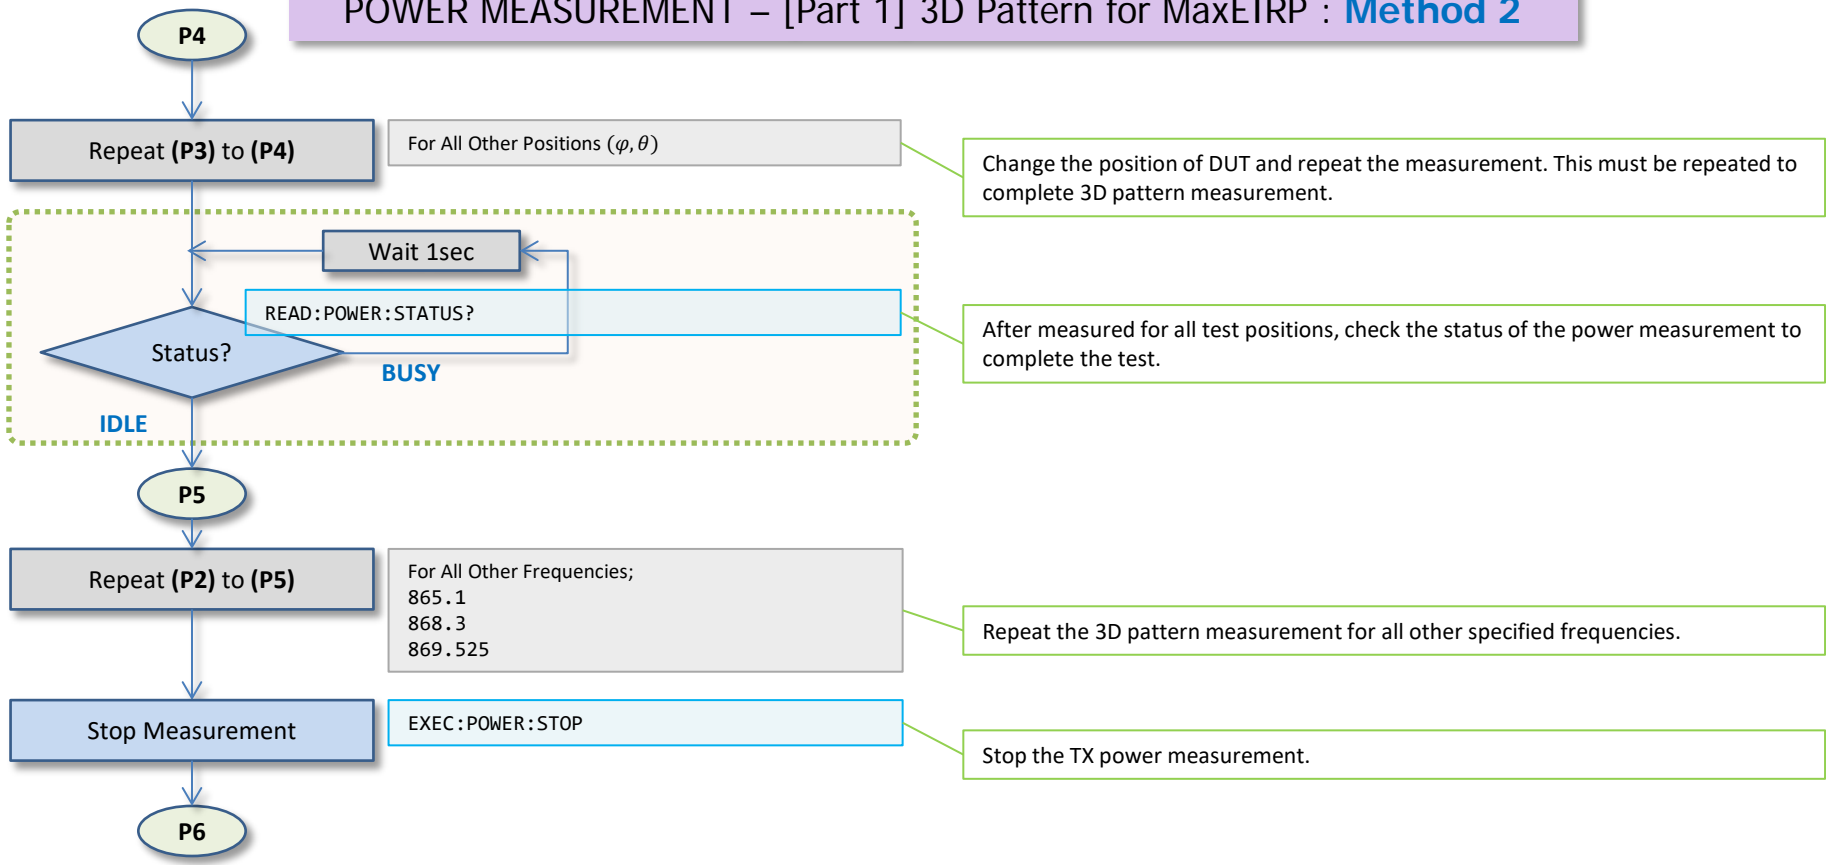 POWER MEASUREMENT – [Part 1] 3D Pattern for MaxEIRP : Method 2
P4
Repeat (P3) to (P4)
For All Other Positions (φ, θ)
Change the position of DUT and repeat the measurement. This must be repeated to
complete 3D pattern measurement.
Wait 1sec
READ:POWER:STATUS?
After measured for all test positions, check the status of the power measurement to
complete the test.
Status?
BUSY
IDLE
P5
Repeat (P2) to (P5)
For All Other Frequencies;
865.1
868.3
869.525
Repeat the 3D pattern measurement for all other specified frequencies.
Stop Measurement
EXEC:POWER:STOP
Stop the TX power measurement.
P6